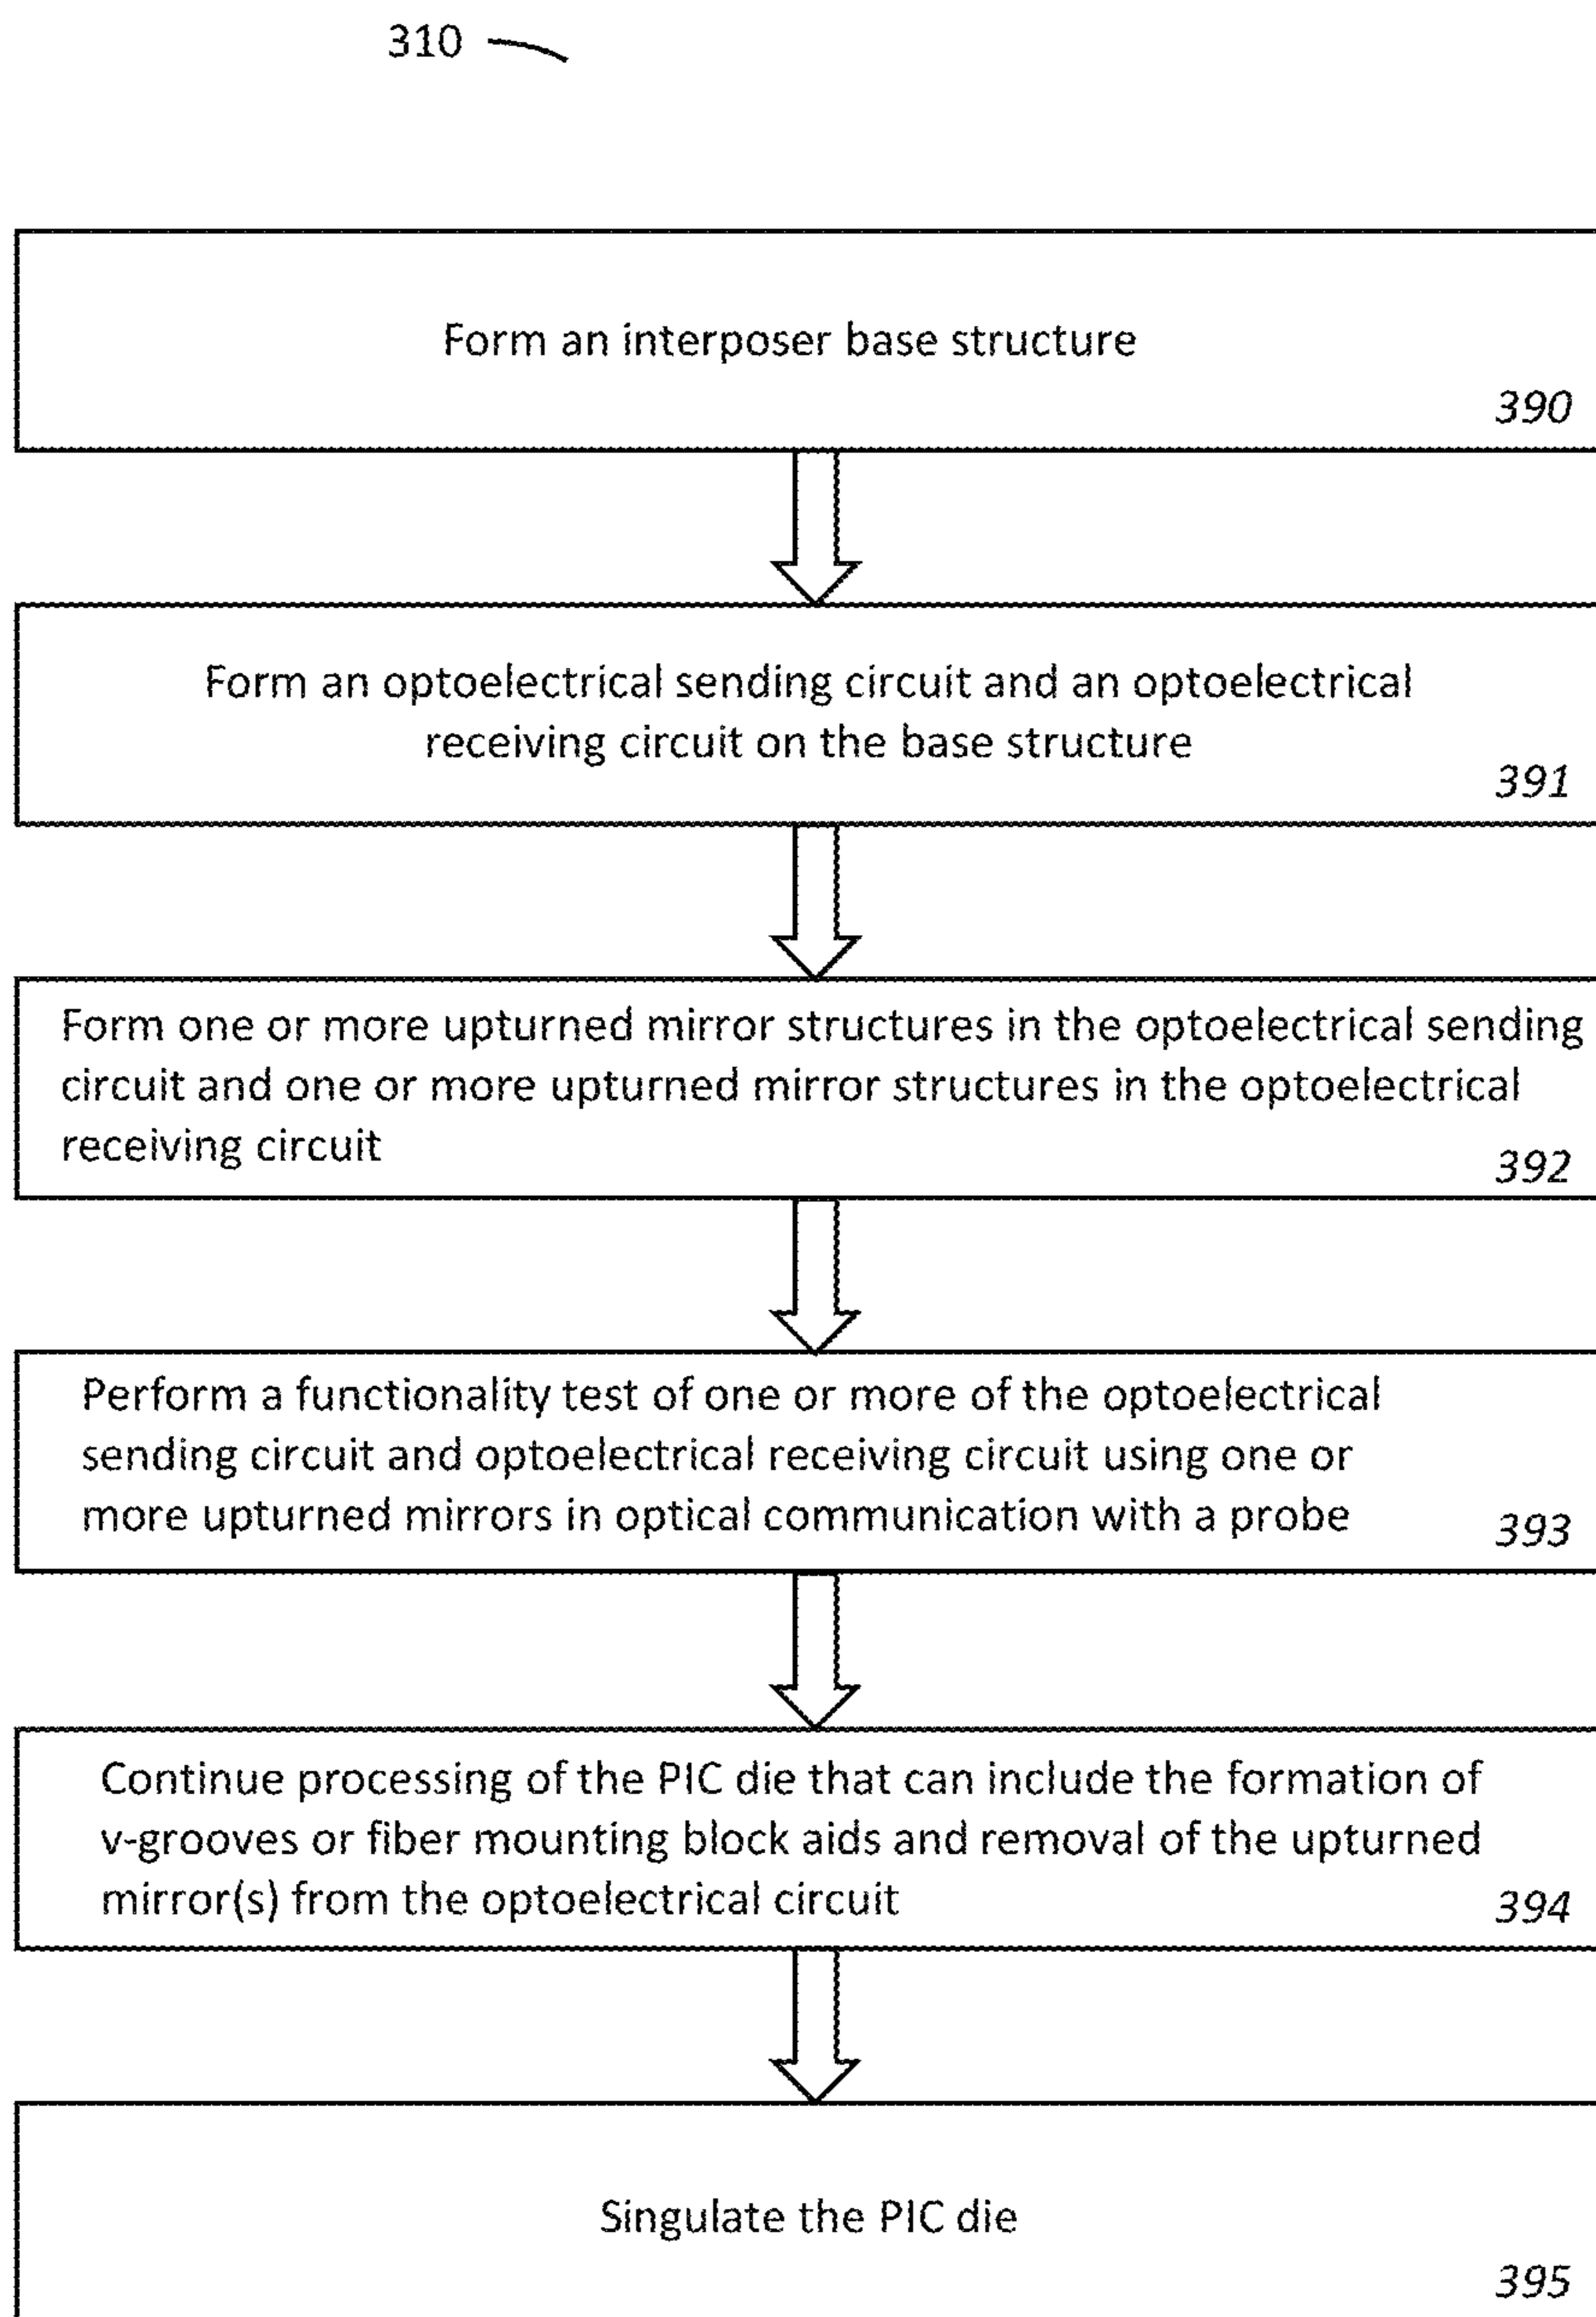 310
Form an interposer base structure
390
Form an optoelectrical sending circuit and an optoelectrical
receiving circuit on the base structure
391
Form one or more upturned mirror structures in the optoelectrical sending
circuit and one or more upturned mirror structures in the optoelectrical
receiving circuit
392
Perform a functionality test of one or more of the optoelectrical
sending circuit and optoelectrical receiving circuit using one or
more upturned mirrors in optical communication with a probe
393
Continue processing of the PIC die that can include the formation of
v-grooves or fiber mounting block aids and removal of the upturned
mirror(s) from the optoelectrical circuit
394
Singulate the PIC die
395